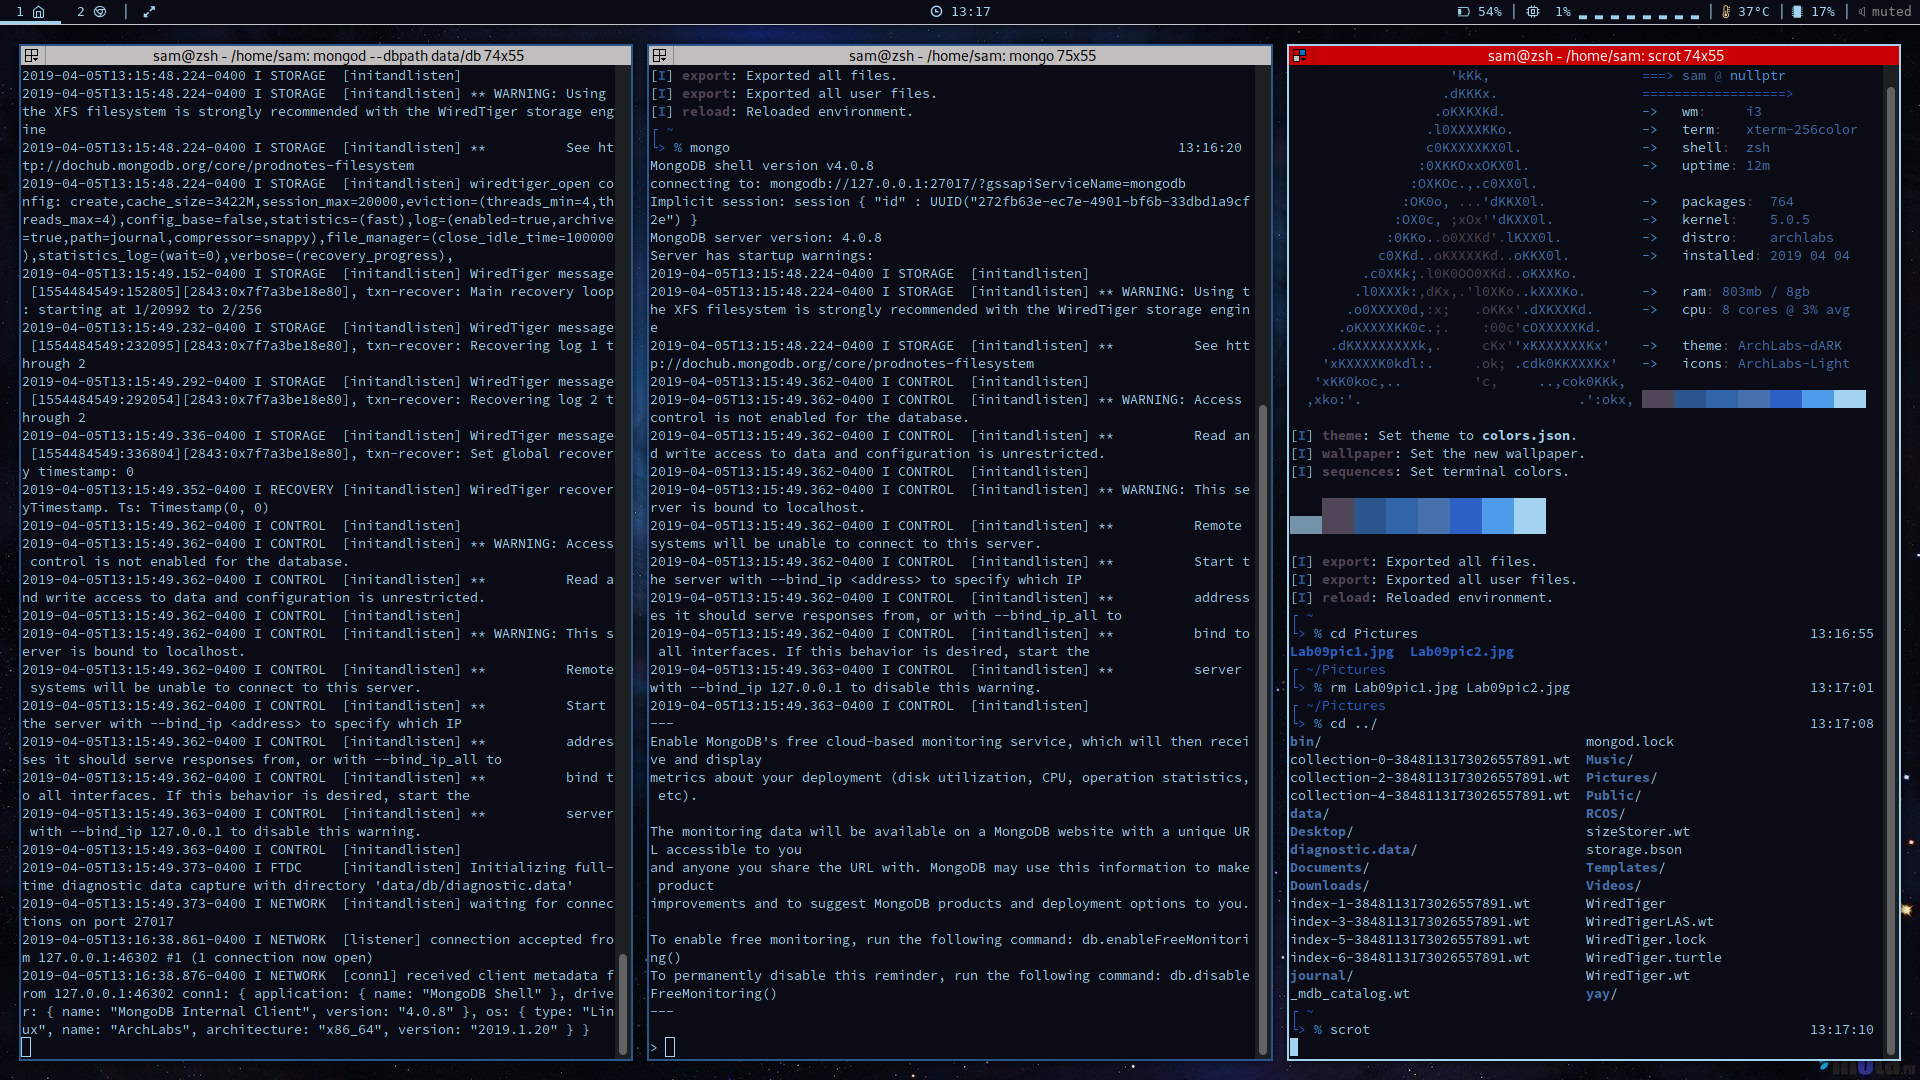 1 2 13:17 54% 1% 37°C 17% muted
sam@zsh - /home/sam: mongod --dbpath data/db 74x55
2019-04-05T13:15:48.224-0400 I STORAGE  [initandlisten]
2019-04-05T13:15:48.224-0400 I STORAGE  [initandlisten] ** WARNING: Using
the XFS filesystem is strongly recommended with the WiredTiger storage eng
ine
2019-04-05T13:15:48.224-0400 I STORAGE  [initandlisten] **          See ht
tp://dochub.mongodb.org/core/prodnotes-filesystem
2019-04-05T13:15:48.224-0400 I STORAGE  [initandlisten] wiredtiger_open co
nfig: create,cache_size=3422M,session_max=20000,eviction=(threads_min=4,th
reads_max=4),config_base=false,statistics=(fast),log=(enabled=true,archive
=true,path=journal,compressor=snappy),file_manager=(close_idle_time=100000
),statistics_log=(wait=0),verbose=(recovery_progress),
2019-04-05T13:15:49.152-0400 I STORAGE  [initandlisten] WiredTiger message
 [1554484549:152805][2843:0x7f7a3be18e80], txn-recover: Main recovery loop
: starting at 1/20992 to 2/256
2019-04-05T13:15:49.232-0400 I STORAGE  [initandlisten] WiredTiger message
 [1554484549:232095][2843:0x7f7a3be18e80], txn-recover: Recovering log 1 t
hrough 2
2019-04-05T13:15:49.292-0400 I STORAGE  [initandlisten] WiredTiger message
 [1554484549:292054][2843:0x7f7a3be18e80], txn-recover: Recovering log 2 t
hrough 2
2019-04-05T13:15:49.336-0400 I STORAGE  [initandlisten] WiredTiger message
 [1554484549:336804][2843:0x7f7a3be18e80], txn-recover: Set global recover
y timestamp: 0
2019-04-05T13:15:49.352-0400 I RECOVERY [initandlisten] WiredTiger recover
yTimestamp. Ts: Timestamp(0, 0)
2019-04-05T13:15:49.362-0400 I CONTROL  [initandlisten]
2019-04-05T13:15:49.362-0400 I CONTROL  [initandlisten] ** WARNING: Access
 control is not enabled for the database.
2019-04-05T13:15:49.362-0400 I CONTROL  [initandlisten] **          Read a
nd write access to data and configuration is unrestricted.
2019-04-05T13:15:49.362-0400 I CONTROL  [initandlisten]
2019-04-05T13:15:49.362-0400 I CONTROL  [initandlisten] ** WARNING: This s
erver is bound to localhost.
2019-04-05T13:15:49.362-0400 I CONTROL  [initandlisten] **          Remote
 systems will be unable to connect to this server.
2019-04-05T13:15:49.362-0400 I CONTROL  [initandlisten] **          Start
the server with --bind_ip <address> to specify which IP
2019-04-05T13:15:49.362-0400 I CONTROL  [initandlisten] **          addres
ses it should serve responses from, or with --bind_ip_all to
2019-04-05T13:15:49.362-0400 I CONTROL  [initandlisten] **          bind t
o all interfaces. If this behavior is desired, start the
2019-04-05T13:15:49.363-0400 I CONTROL  [initandlisten] **          server
 with --bind_ip 127.0.0.1 to disable this warning.
2019-04-05T13:15:49.363-0400 I CONTROL  [initandlisten]
2019-04-05T13:15:49.373-0400 I FTDC     [initandlisten] Initializing full-
time diagnostic data capture with directory 'data/db/diagnostic.data'
2019-04-05T13:15:49.373-0400 I NETWORK  [initandlisten] waiting for connec
tions on port 27017
2019-04-05T13:16:38.861-0400 I NETWORK  [listener] connection accepted fro
m 127.0.0.1:46302 #1 (1 connection now open)
2019-04-05T13:16:38.876-0400 I NETWORK  [conn1] received client metadata f
rom 127.0.0.1:46302 conn1: { application: { name: "MongoDB Shell" }, drive
r: { name: "MongoDB Internal Client", version: "4.0.8" }, os: { type: "Lin
ux", name: "ArchLabs", architecture: "x86_64", version: "2019.1.20" } }
sam@zsh - /home/sam: mongo 75x55
[I] export: Exported all files.
[I] export: Exported all user files.
[I] reload: Reloaded environment.
~
% mongo 13:16:20
MongoDB shell version v4.0.8
connecting to: mongodb://127.0.0.1:27017/?gssapiServiceName=mongodb
Implicit session: session { "id" : UUID("272fb63e-ec7e-4901-bf6b-33dbd1a9cf
2e") }
MongoDB server version: 4.0.8
Server has startup warnings:
2019-04-05T13:15:48.224-0400 I STORAGE  [initandlisten]
2019-04-05T13:15:48.224-0400 I STORAGE  [initandlisten] ** WARNING: Using t
he XFS filesystem is strongly recommended with the WiredTiger storage engin
e
2019-04-05T13:15:48.224-0400 I STORAGE  [initandlisten] **          See htt
p://dochub.mongodb.org/core/prodnotes-filesystem
2019-04-05T13:15:49.362-0400 I CONTROL  [initandlisten]
2019-04-05T13:15:49.362-0400 I CONTROL  [initandlisten] ** WARNING: Access
control is not enabled for the database.
2019-04-05T13:15:49.362-0400 I CONTROL  [initandlisten] **          Read an
d write access to data and configuration is unrestricted.
2019-04-05T13:15:49.362-0400 I CONTROL  [initandlisten]
2019-04-05T13:15:49.362-0400 I CONTROL  [initandlisten] ** WARNING: This se
rver is bound to localhost.
2019-04-05T13:15:49.362-0400 I CONTROL  [initandlisten] **          Remote
systems will be unable to connect to this server.
2019-04-05T13:15:49.362-0400 I CONTROL  [initandlisten] **          Start t
he server with --bind_ip <address> to specify which IP
2019-04-05T13:15:49.362-0400 I CONTROL  [initandlisten] **          address
es it should serve responses from, or with --bind_ip_all to
2019-04-05T13:15:49.362-0400 I CONTROL  [initandlisten] **          bind to
 all interfaces. If this behavior is desired, start the
2019-04-05T13:15:49.363-0400 I CONTROL  [initandlisten] **          server
with --bind_ip 127.0.0.1 to disable this warning.
2019-04-05T13:15:49.363-0400 I CONTROL  [initandlisten]
---
Enable MongoDB's free cloud-based monitoring service, which will then recei
ve and display
metrics about your deployment (disk utilization, CPU, operation statistics,
 etc).
The monitoring data will be available on a MongoDB website with a unique UR
L accessible to you
and anyone you share the URL with. MongoDB may use this information to make
 product
improvements and to suggest MongoDB products and deployment options to you.
To enable free monitoring, run the following command: db.enableFreeMonitori
ng()
To permanently disable this reminder, run the following command: db.disable
FreeMonitoring()
---
>
sam@zsh - /home/sam: scrot 74x55
===> sam @ nullptr
==================>
-> wm: i3
-> term: xterm-256color
-> shell: zsh
-> uptime: 12m
-> packages: 764
-> kernel: 5.0.5
-> distro: archlabs
-> installed: 2019 04 04
-> ram: 803mb / 8gb
-> cpu: 8 cores @ 3% avg
-> theme: ArchLabs-dARK
-> icons: ArchLabs-Light
[I] theme: Set theme to colors.json.
[I] wallpaper: Set the new wallpaper.
[I] sequences: Set terminal colors.
[I] export: Exported all files.
[I] export: Exported all user files.
[I] reload: Reloaded environment.
~
% cd Pictures 13:16:55
Lab09pic1.jpg  Lab09pic2.jpg
~/Pictures
% rm Lab09pic1.jpg Lab09pic2.jpg 13:17:01
~/Pictures
% cd ../ 13:17:08
bin/ mongod.lock
collection-0-3848113173026557891.wt Music/
collection-2-3848113173026557891.wt Pictures/
collection-4-3848113173026557891.wt Public/
data/ RCOS/
Desktop/ sizeStorer.wt
diagnostic.data/ storage.bson
Documents/ Templates/
Downloads/ Videos/
index-1-3848113173026557891.wt WiredTiger
index-3-3848113173026557891.wt WiredTigerLAS.wt
index-5-3848113173026557891.wt WiredTiger.lock
index-6-3848113173026557891.wt WiredTiger.turtle
journal/ WiredTiger.wt
_mdb_catalog.wt yay/
~
% scrot 13:17:10